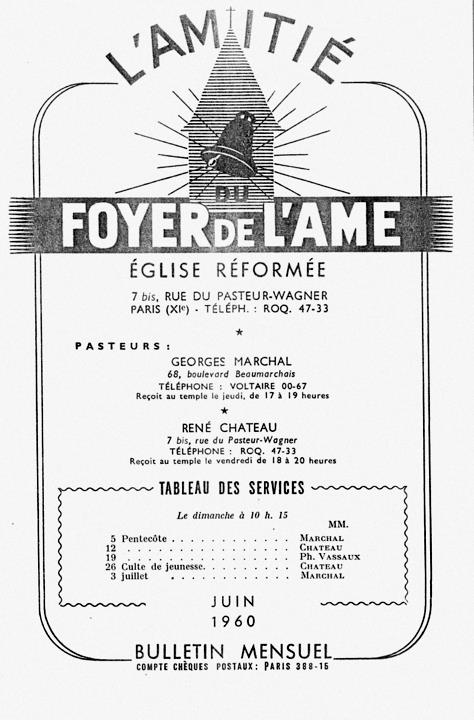 L'AMITIÉ
DU
FOYER DE L'AME
ÉGLISE RÉFORMÉE
7 bis, RUE DU PASTEUR-WAGNER
PARIS (XIe) - TÉLÉPH. : ROQ. 47-33
★
PASTEURS :
GEORGES MARCHAL
68, boulevard Beaumarchais
TÉLÉPHONE : VOLTAIRE 00-67
Reçoit au temple le jeudi, de 17 à 19 heures
★
RENÉ CHATEAU
7 bis, rue du Pasteur-Wagner
TÉLÉPHONE : ROQ. 47-33
Reçoit au temple le vendredi de 18 à 20 heures
TABLEAU DES SERVICES
Le dimanche à 10 h. 15
MM.
5 Pentecôte . . . . . . . . . . . MARCHAL
12 . . . . . . . . . . . . . . . CHATEAU
19 . . . . . . . . . . . . . . . PH. VASSAUX
26 Culte de jeunesse. . . . . . . . CHATEAU
3 juillet . . . . . . . . . . . MARCHAL
JUIN
1960
BULLETIN MENSUEL
COMPTE CHÈQUES POSTAUX : PARIS 388-15